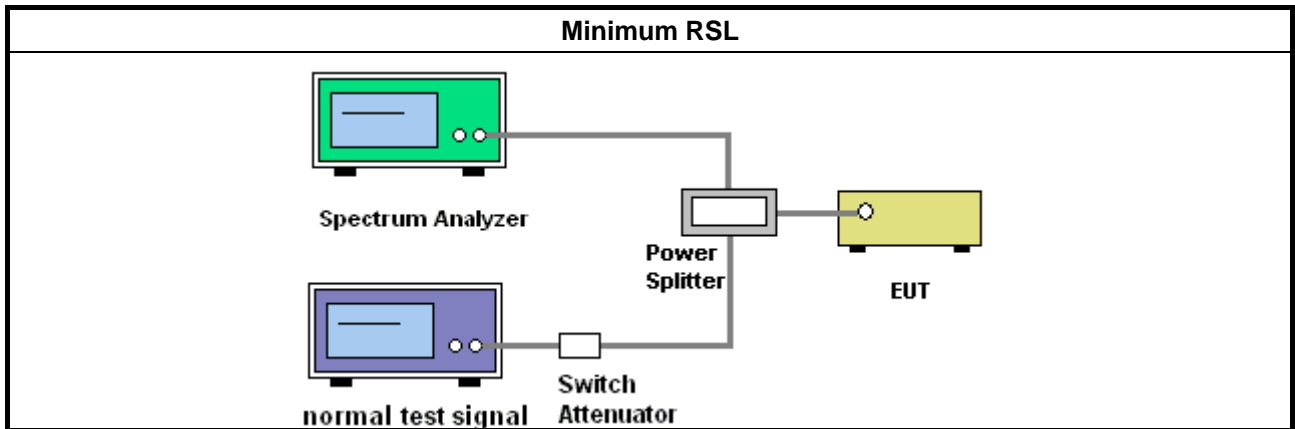 Minimum RSL
Spectrum Analyzer
Power
Splitter
EUT
Switch
Attenuator
normal test signal